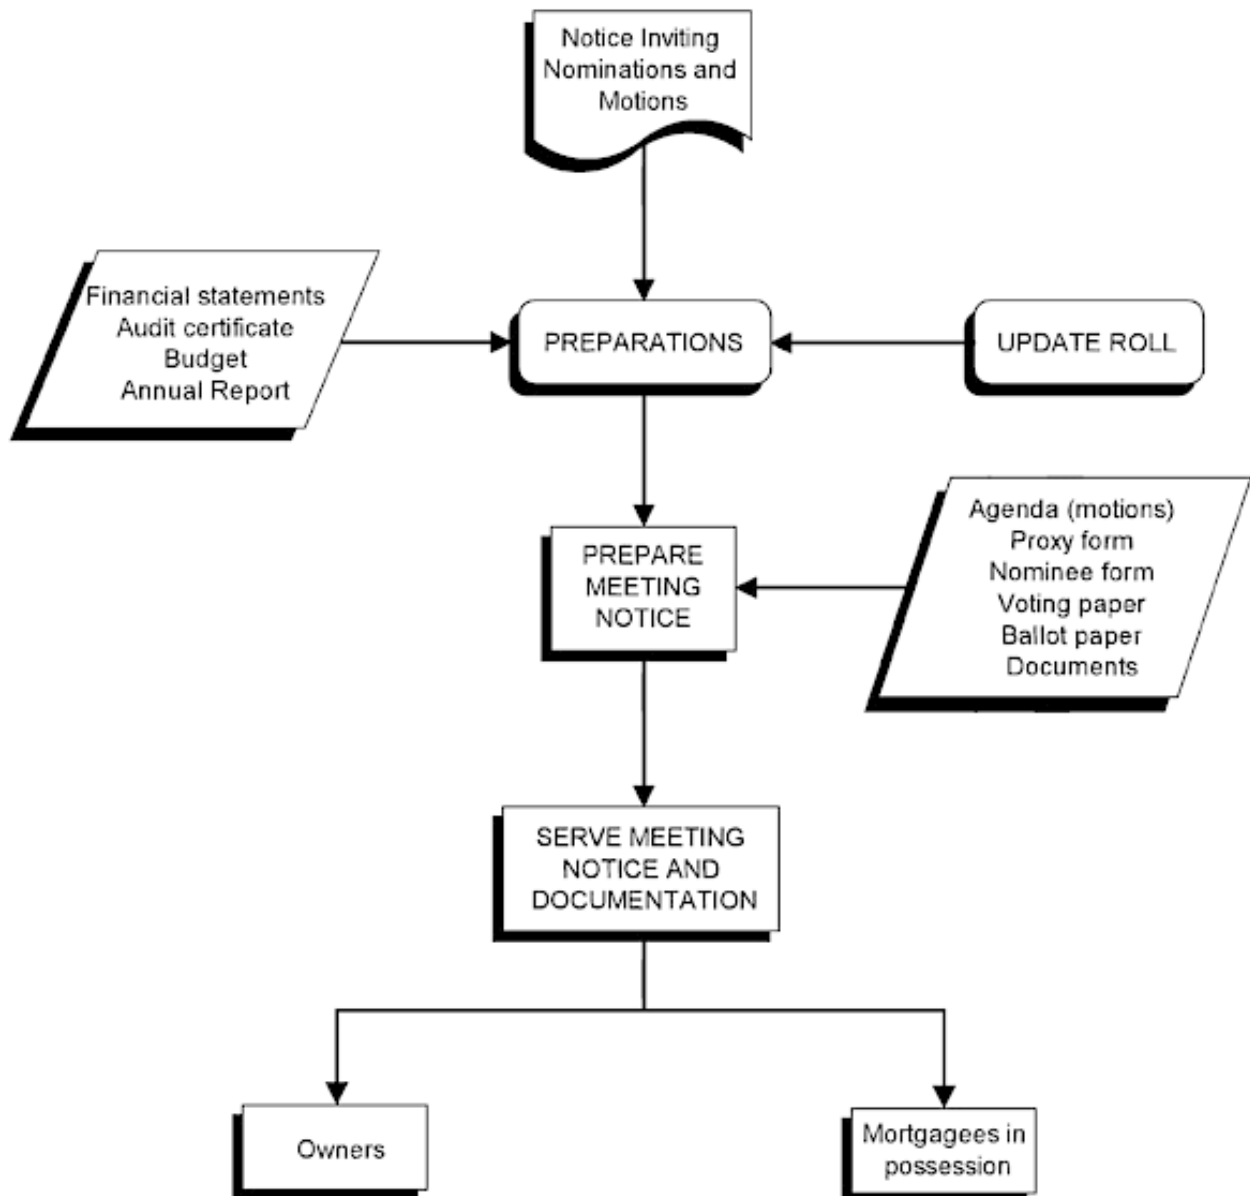 Notice Inviting
Nominations and
Motions
Financial statements
Audit certificate
Budget
Annual Report
PREPARATIONS
UPDATE ROLL
Agenda (motions)
Proxy form
Nominee form
Voting paper
Ballot paper
Documents
PREPARE
MEETING
NOTICE
SERVE MEETING
NOTICE AND
DOCUMENTATION
Owners
Mortgagees in
possession